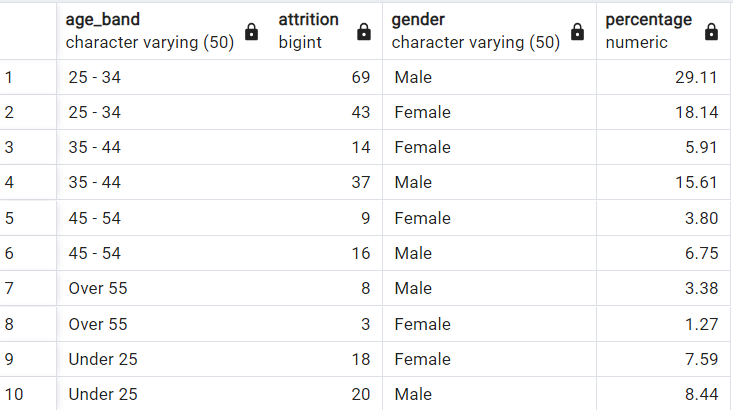 age_band attrition gender percentage
character varying (50) bigint character varying (50) numeric
1 25 - 34 69 Male 29.11
2 25 - 34 43 Female 18.14
3 35 - 44 14 Female 5.91
4 35 - 44 37 Male 15.61
5 45 - 54 9 Female 3.80
6 45 - 54 16 Male 6.75
7 Over 55 8 Male 3.38
8 Over 55 3 Female 1.27
9 Under 25 18 Female 7.59
10 Under 25 20 Male 8.44